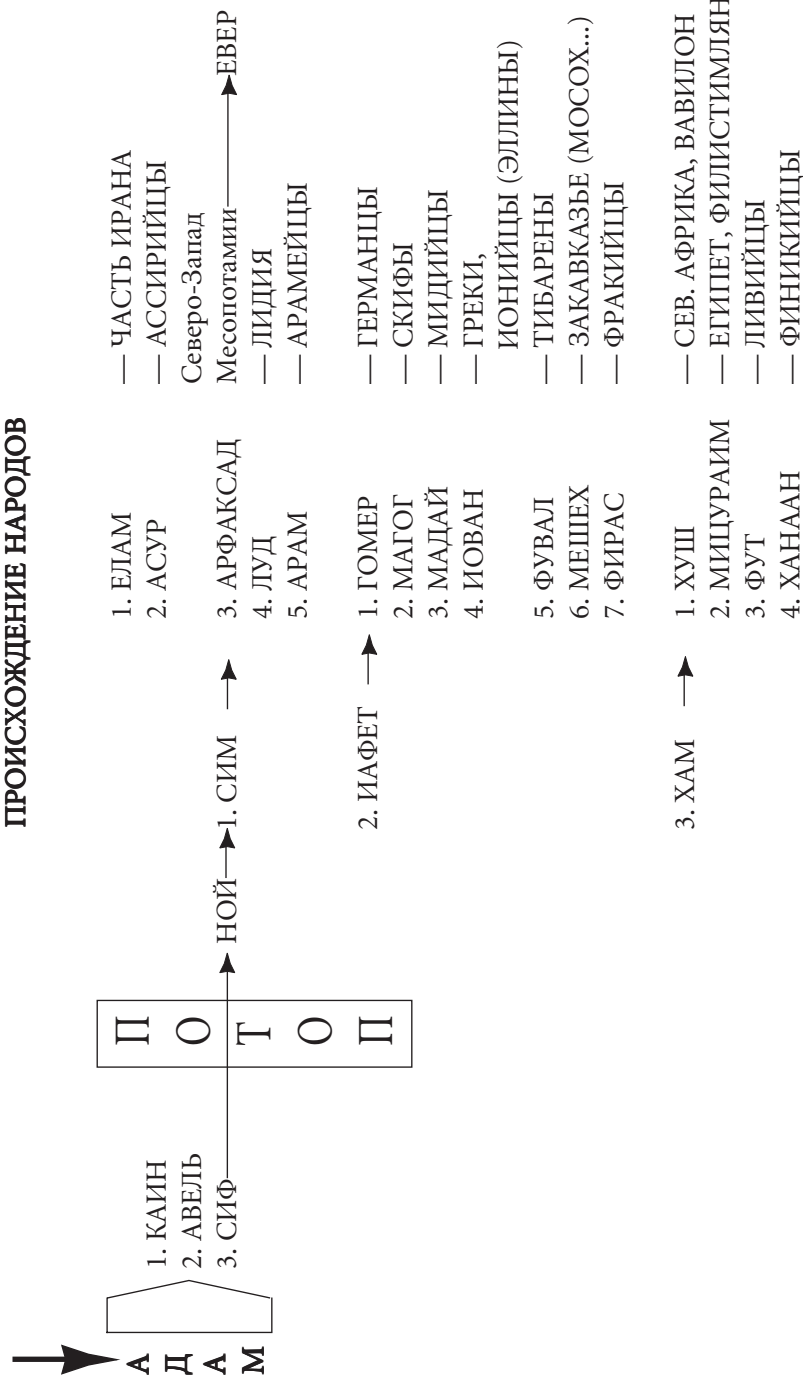 ПРОИСХОЖДЕНИЕ НАРОДОВ
АДАМ
1. КАИН
2. АВЕЛЬ
3. СИФ
ПОТОП
НОЙ
1. СИМ
1. ЕЛАМ — ЧАСТЬ ИРАНА
2. АСУР — АССИРИЙЦЫ
Северо-Запад
3. АРФАКСАД Месопотамии ЕВЕР
4. ЛУД — ЛИДИЯ
5. АРАМ — АРАМЕЙЦЫ
2. ИАФЕТ
1. ГОМЕР — ГЕРМАНЦЫ
2. МАГОГ — СКИФЫ
3. МАДАЙ — МИДИЙЦЫ
4. ИОВАН — ГРЕКИ,
ИОНИЙЦЫ (ЭЛЛИНЫ)
5. ФУВАЛ — ТИБАРЕНЫ
6. МЕШЕХ — ЗАКАВКАЗЬЕ (МОСОХ...)
7. ФИРАС — ФРАКИЙЦЫ
3. ХАМ
1. ХУШ — СЕВ. АФРИКА, ВАВИЛОН
2. МИЦУРАИМ — ЕГИПЕТ, ФИЛИСТИМЛЯН
3. ФУТ — ЛИВИЙЦЫ
4. ХАНААН — ФИНИКИЙЦЫ